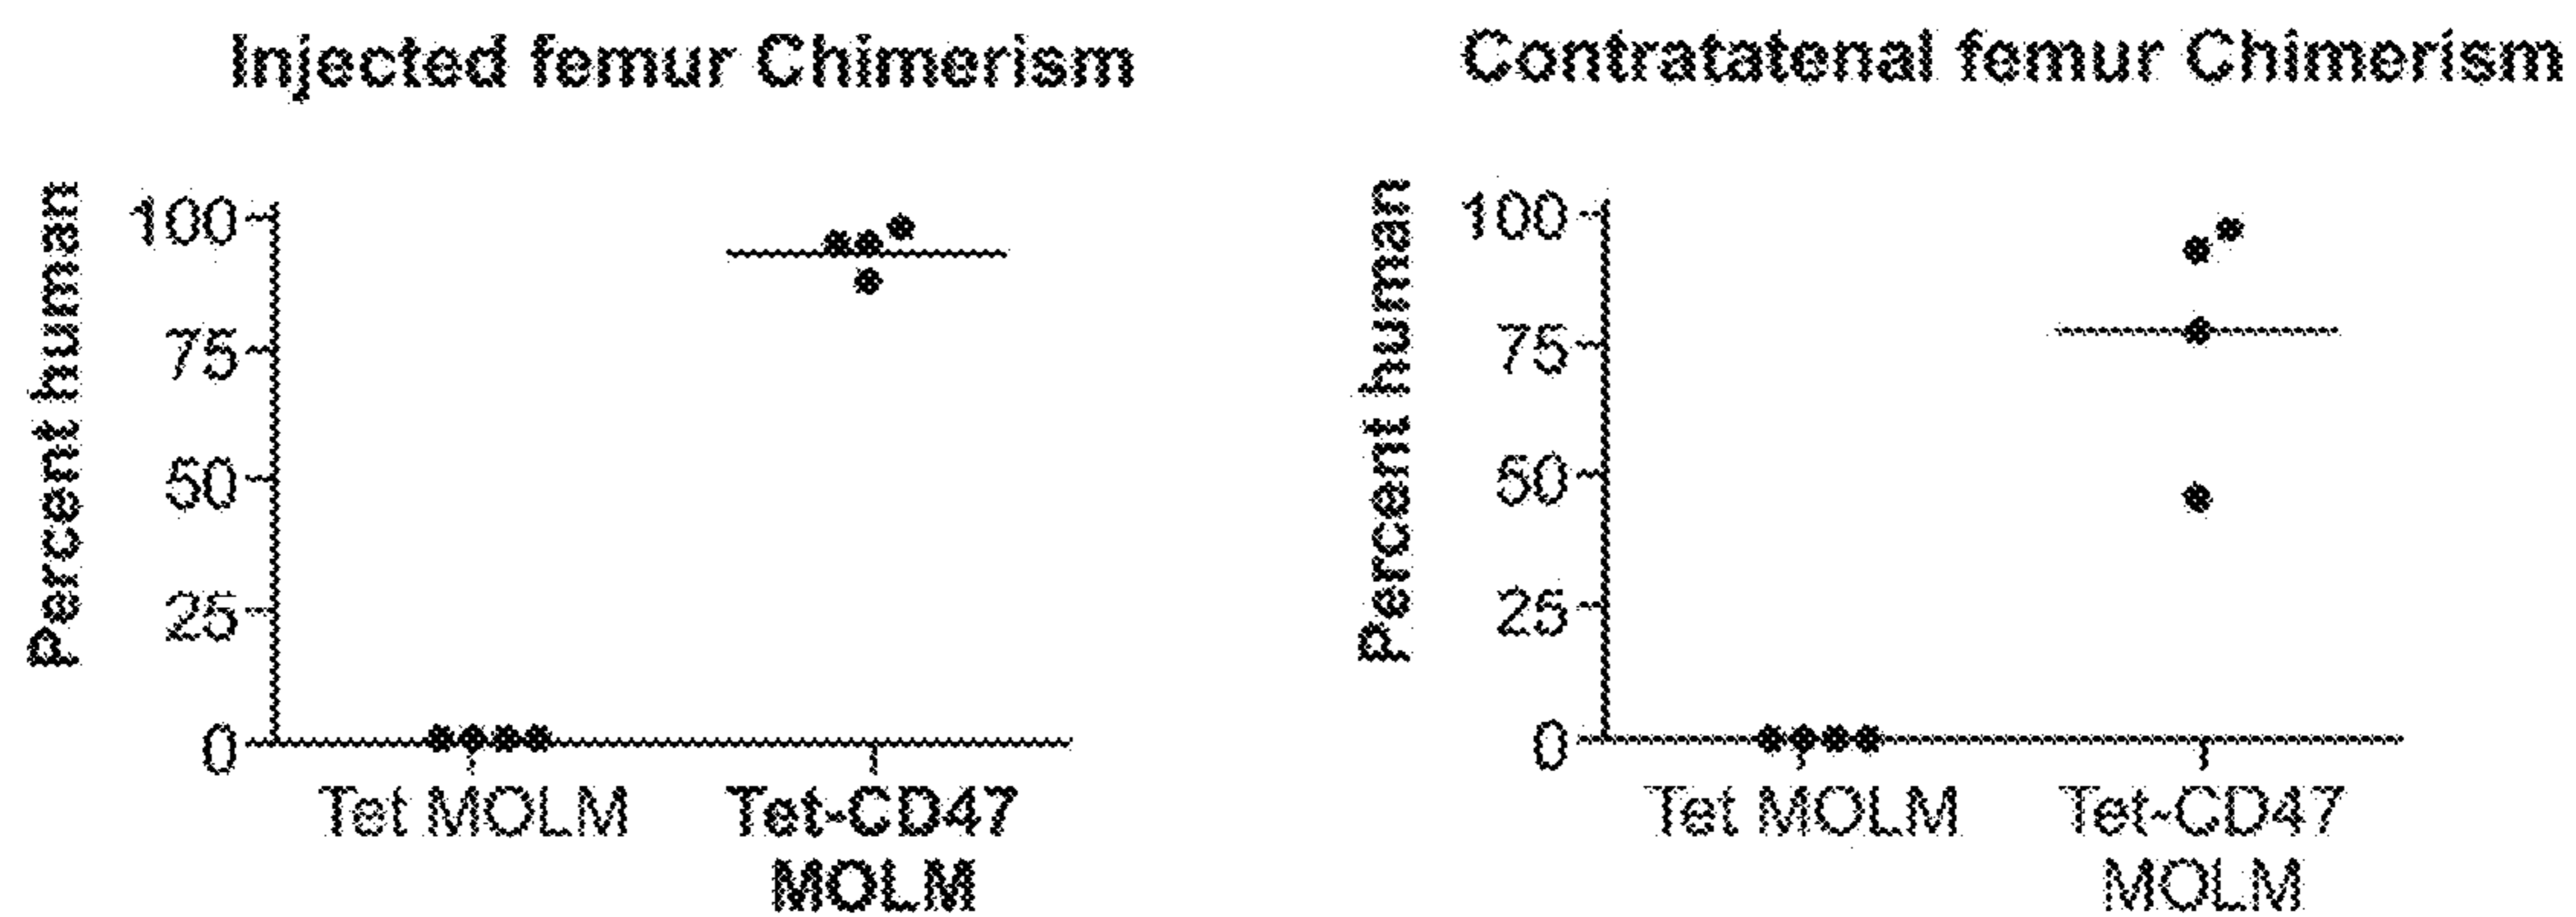 Injected femur Chimerism
Percent human
100
75
50
25
0
Tet MOLM
Tet-CD47
MOLM
Contratatenal femur Chimerism
Percent human
100
75
50
25
0
Tet MOLM
Tet-CD47
MOLM